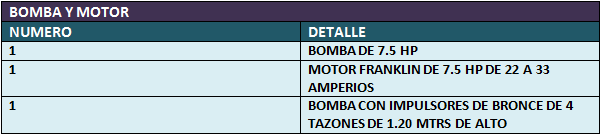 BOMBA Y MOTOR
NUMERO DETALLE
1 BOMBA DE 7.5 HP
1 MOTOR FRANKLIN DE 7.5 HP DE 22 A 33
AMPERIOS
1 BOMBA CON IMPULSORES DE BRONCE DE 4
TAZONES DE 1.20 MTRS DE ALTO